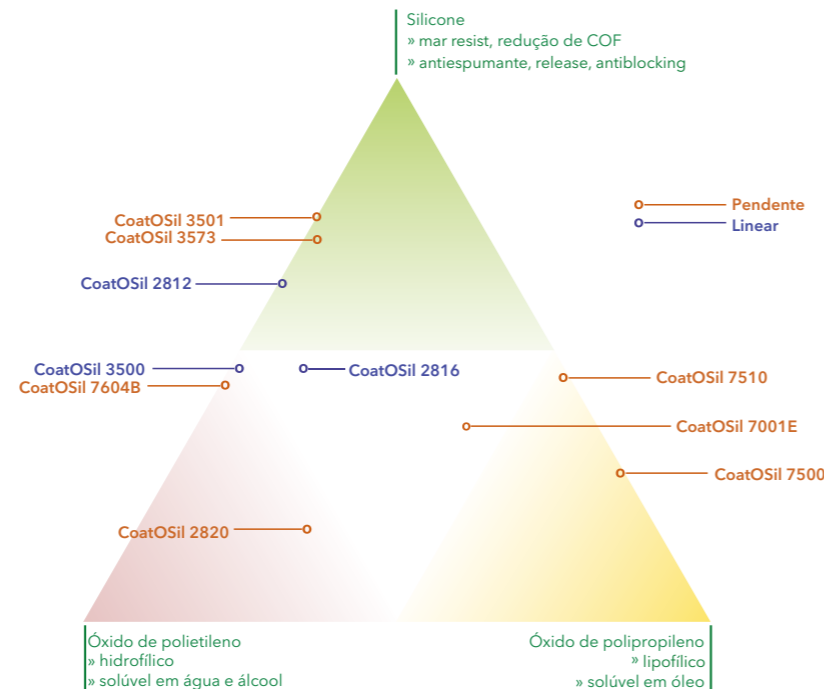 Silicone
» mar resist, redução de COF
» antiespumante, release, antiblocking
CoatOSil 3501
CoatOSil 3573
CoatOSil 2812
Pendente
Linear
CoatOSil 3500
CoatOSil 7604B
CoatOSil 2816
CoatOSil 7510
CoatOSil 7001E
CoatOSil 7500
CoatOSil 2820
Óxido de polietileno
» hidrofílico
» solúvel em água e álcool
Óxido de polipropileno
» lipofílico
» solúvel em óleo